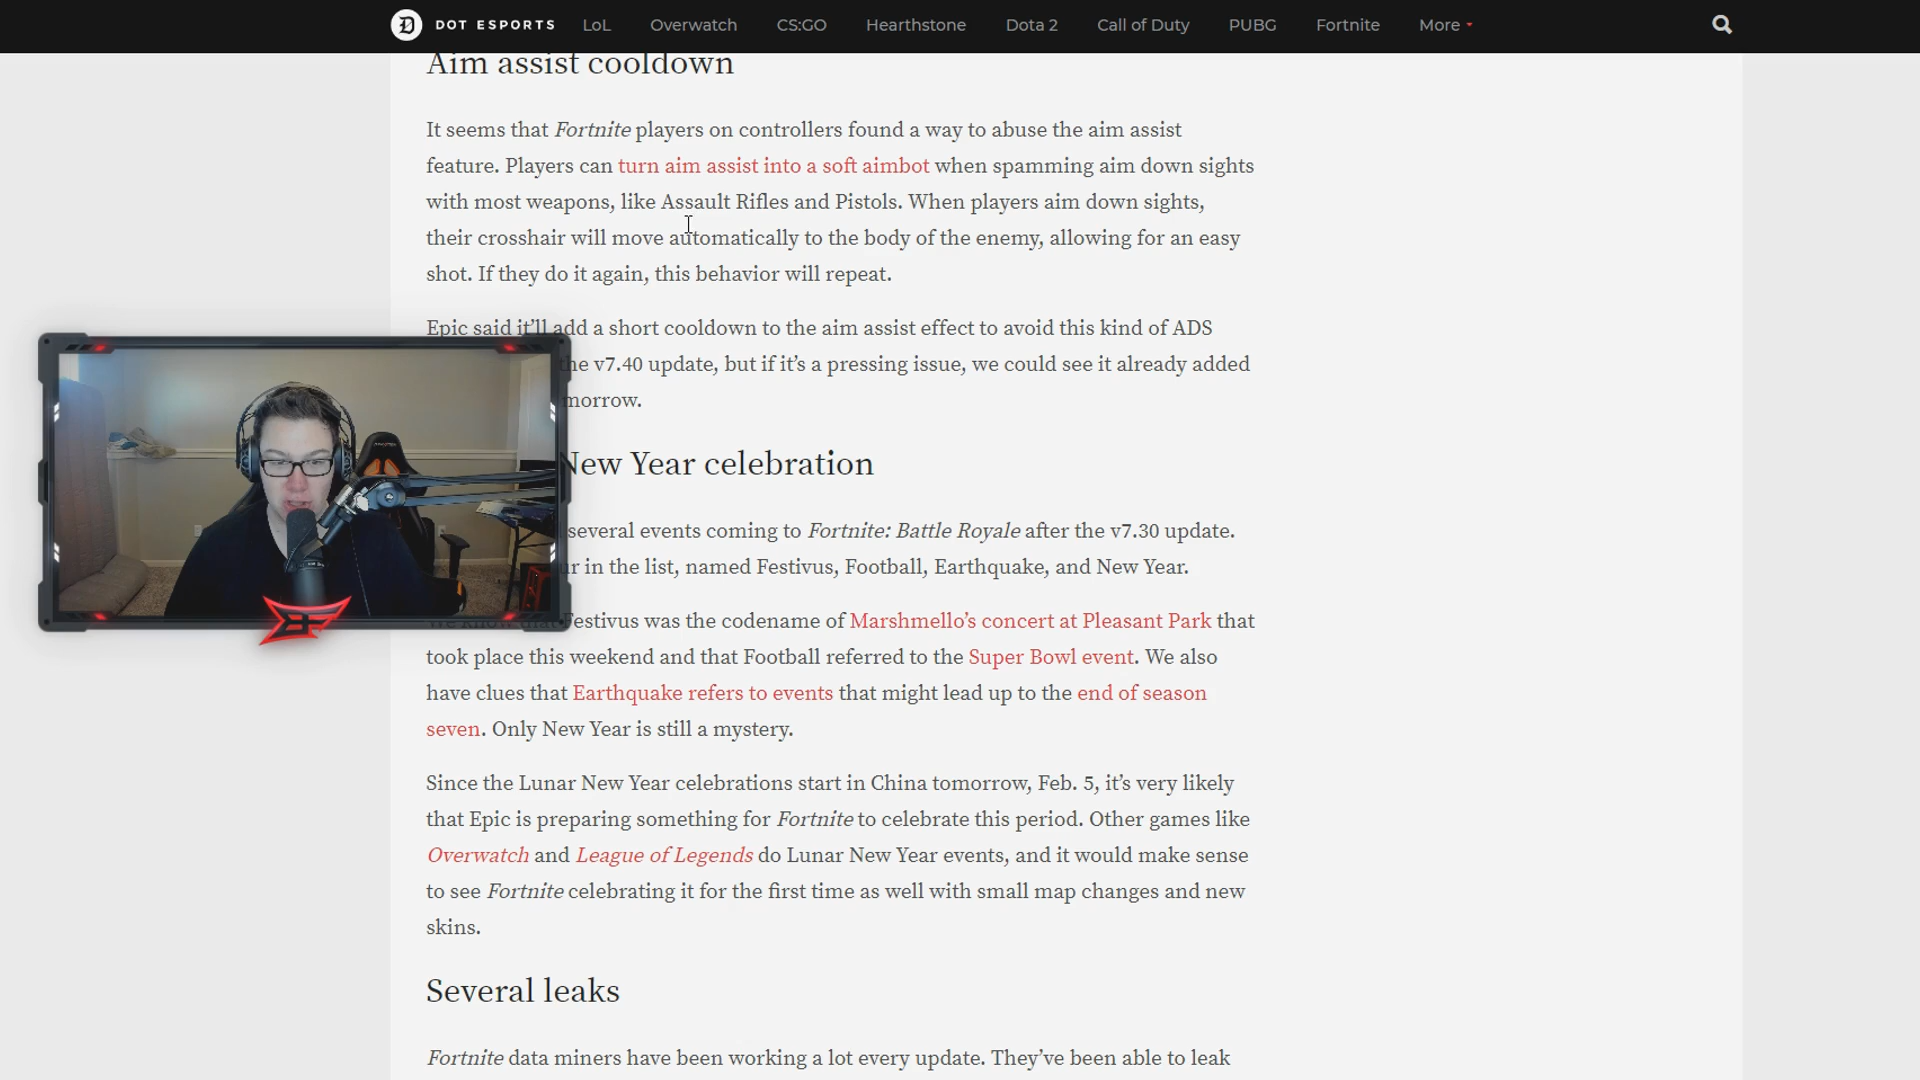 DOT ESPORTS LoL Overwatch CS:GO Hearthstone Dota 2 Call of Duty PUBG Fortnite More
Aim assist cooldown
It seems that Fortnite players on controllers found a way to abuse the aim assist
feature. Players can turn aim assist into a soft aimbot when spamming aim down sights
with most weapons, like Assault Rifles and Pistols. When players aim down sights,
their crosshair will move automatically to the body of the enemy, allowing for an easy
shot. If they do it again, this behavior will repeat.
Epic said it’ll add a short cooldown to the aim assist effect to avoid this kind of ADS
the v7.40 update, but if it’s a pressing issue, we could see it already added
morrow.
New Year celebration
several events coming to Fortnite: Battle Royale after the v7.30 update.
in the list, named Festivus, Football, Earthquake, and New Year.
We know that Festivus was the codename of Marshmello’s concert at Pleasant Park that
took place this weekend and that Football referred to the Super Bowl event. We also
have clues that Earthquake refers to events that might lead up to the end of season
seven. Only New Year is still a mystery.
Since the Lunar New Year celebrations start in China tomorrow, Feb. 5, it’s very likely
that Epic is preparing something for Fortnite to celebrate this period. Other games like
Overwatch and League of Legends do Lunar New Year events, and it would make sense
to see Fortnite celebrating it for the first time as well with small map changes and new
skins.
Several leaks
Fortnite data miners have been working a lot every update. They’ve been able to leak